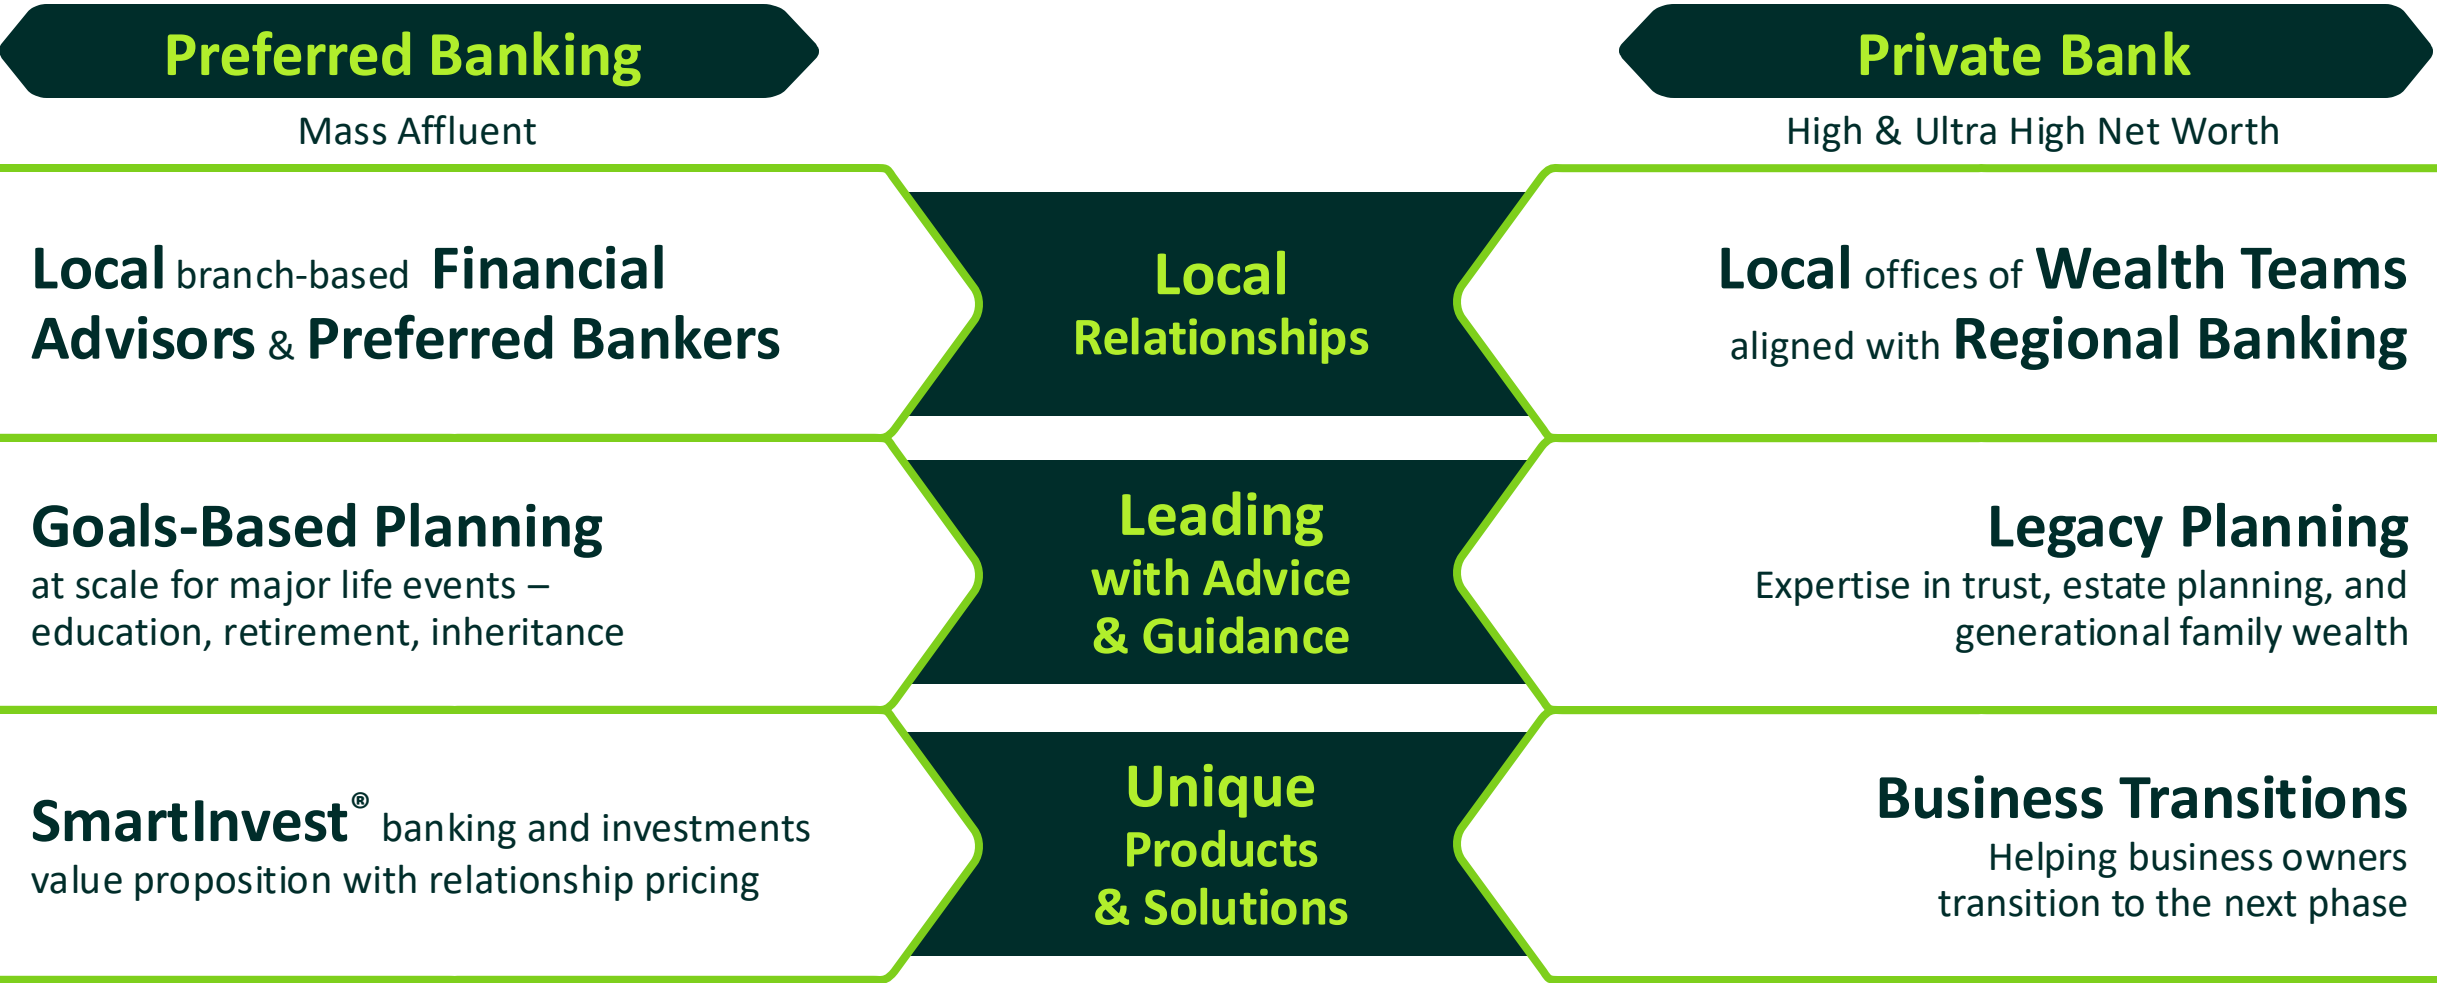 Preferred Banking
Private Bank
Mass Affluent
High & Ultra High Net Worth
Local branch-based Financial
Advisors & Preferred Bankers
Local
Relationships
Local offices of Wealth Teams
aligned with Regional Banking
Goals-Based Planning
at scale for major life events –
education, retirement, inheritance
Leading
with Advice
& Guidance
Legacy Planning
Expertise in trust, estate planning, and
generational family wealth
SmartInvest® banking and investments
value proposition with relationship pricing
Unique
Products
& Solutions
Business Transitions
Helping business owners
transition to the next phase